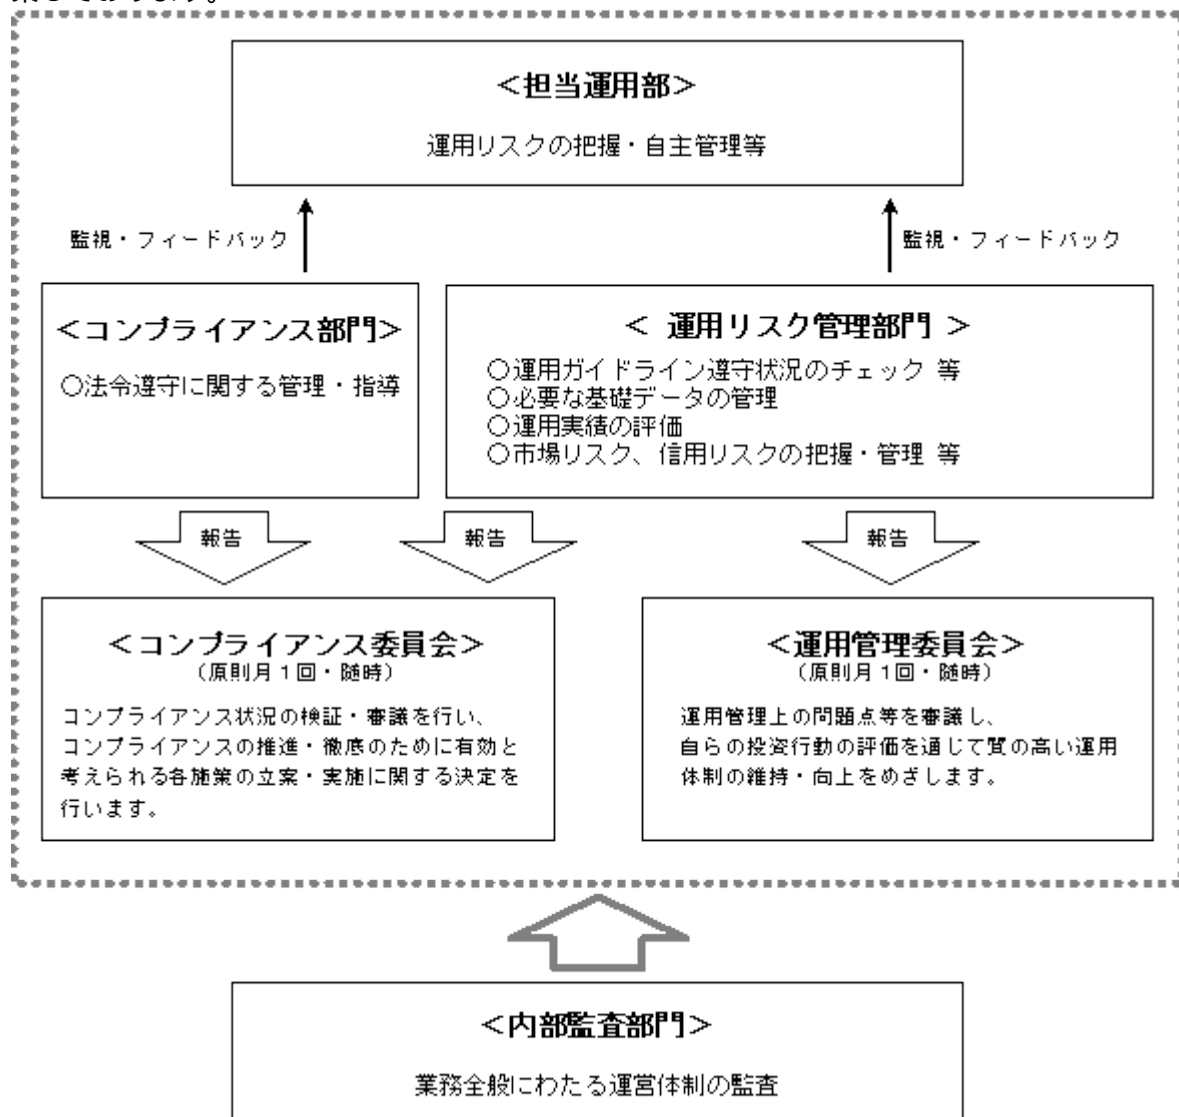 築しております。
＜担当運用部＞
運用リスクの把握・自主管理等
監視・フィードバック
監視・フィードバック
＜コンプライアンス部門＞
○法令遵守に関する管理・指導
＜ 運用リスク管理部門 ＞
○運用ガイドライン遵守状況のチェック 等
○必要な基礎データの管理
○運用実績の評価
○市場リスク、信用リスクの把握・管理 等
報告
報告
報告
＜コンプライアンス委員会＞
（原則月１回・随時）
コンプライアンス状況の検証・審議を行い、
コンプライアンスの推進・徹底のために有効と
考えられる各施策の立案・実施に関する決定を
行います。
＜運用管理委員会＞
（原則月１回・随時）
運用管理上の問題点等を審議し、
自らの投資行動の評価を通じて質の高い運用
体制の維持・向上をめざします。
＜内部監査部門＞
業務全般にわたる運営体制の監査